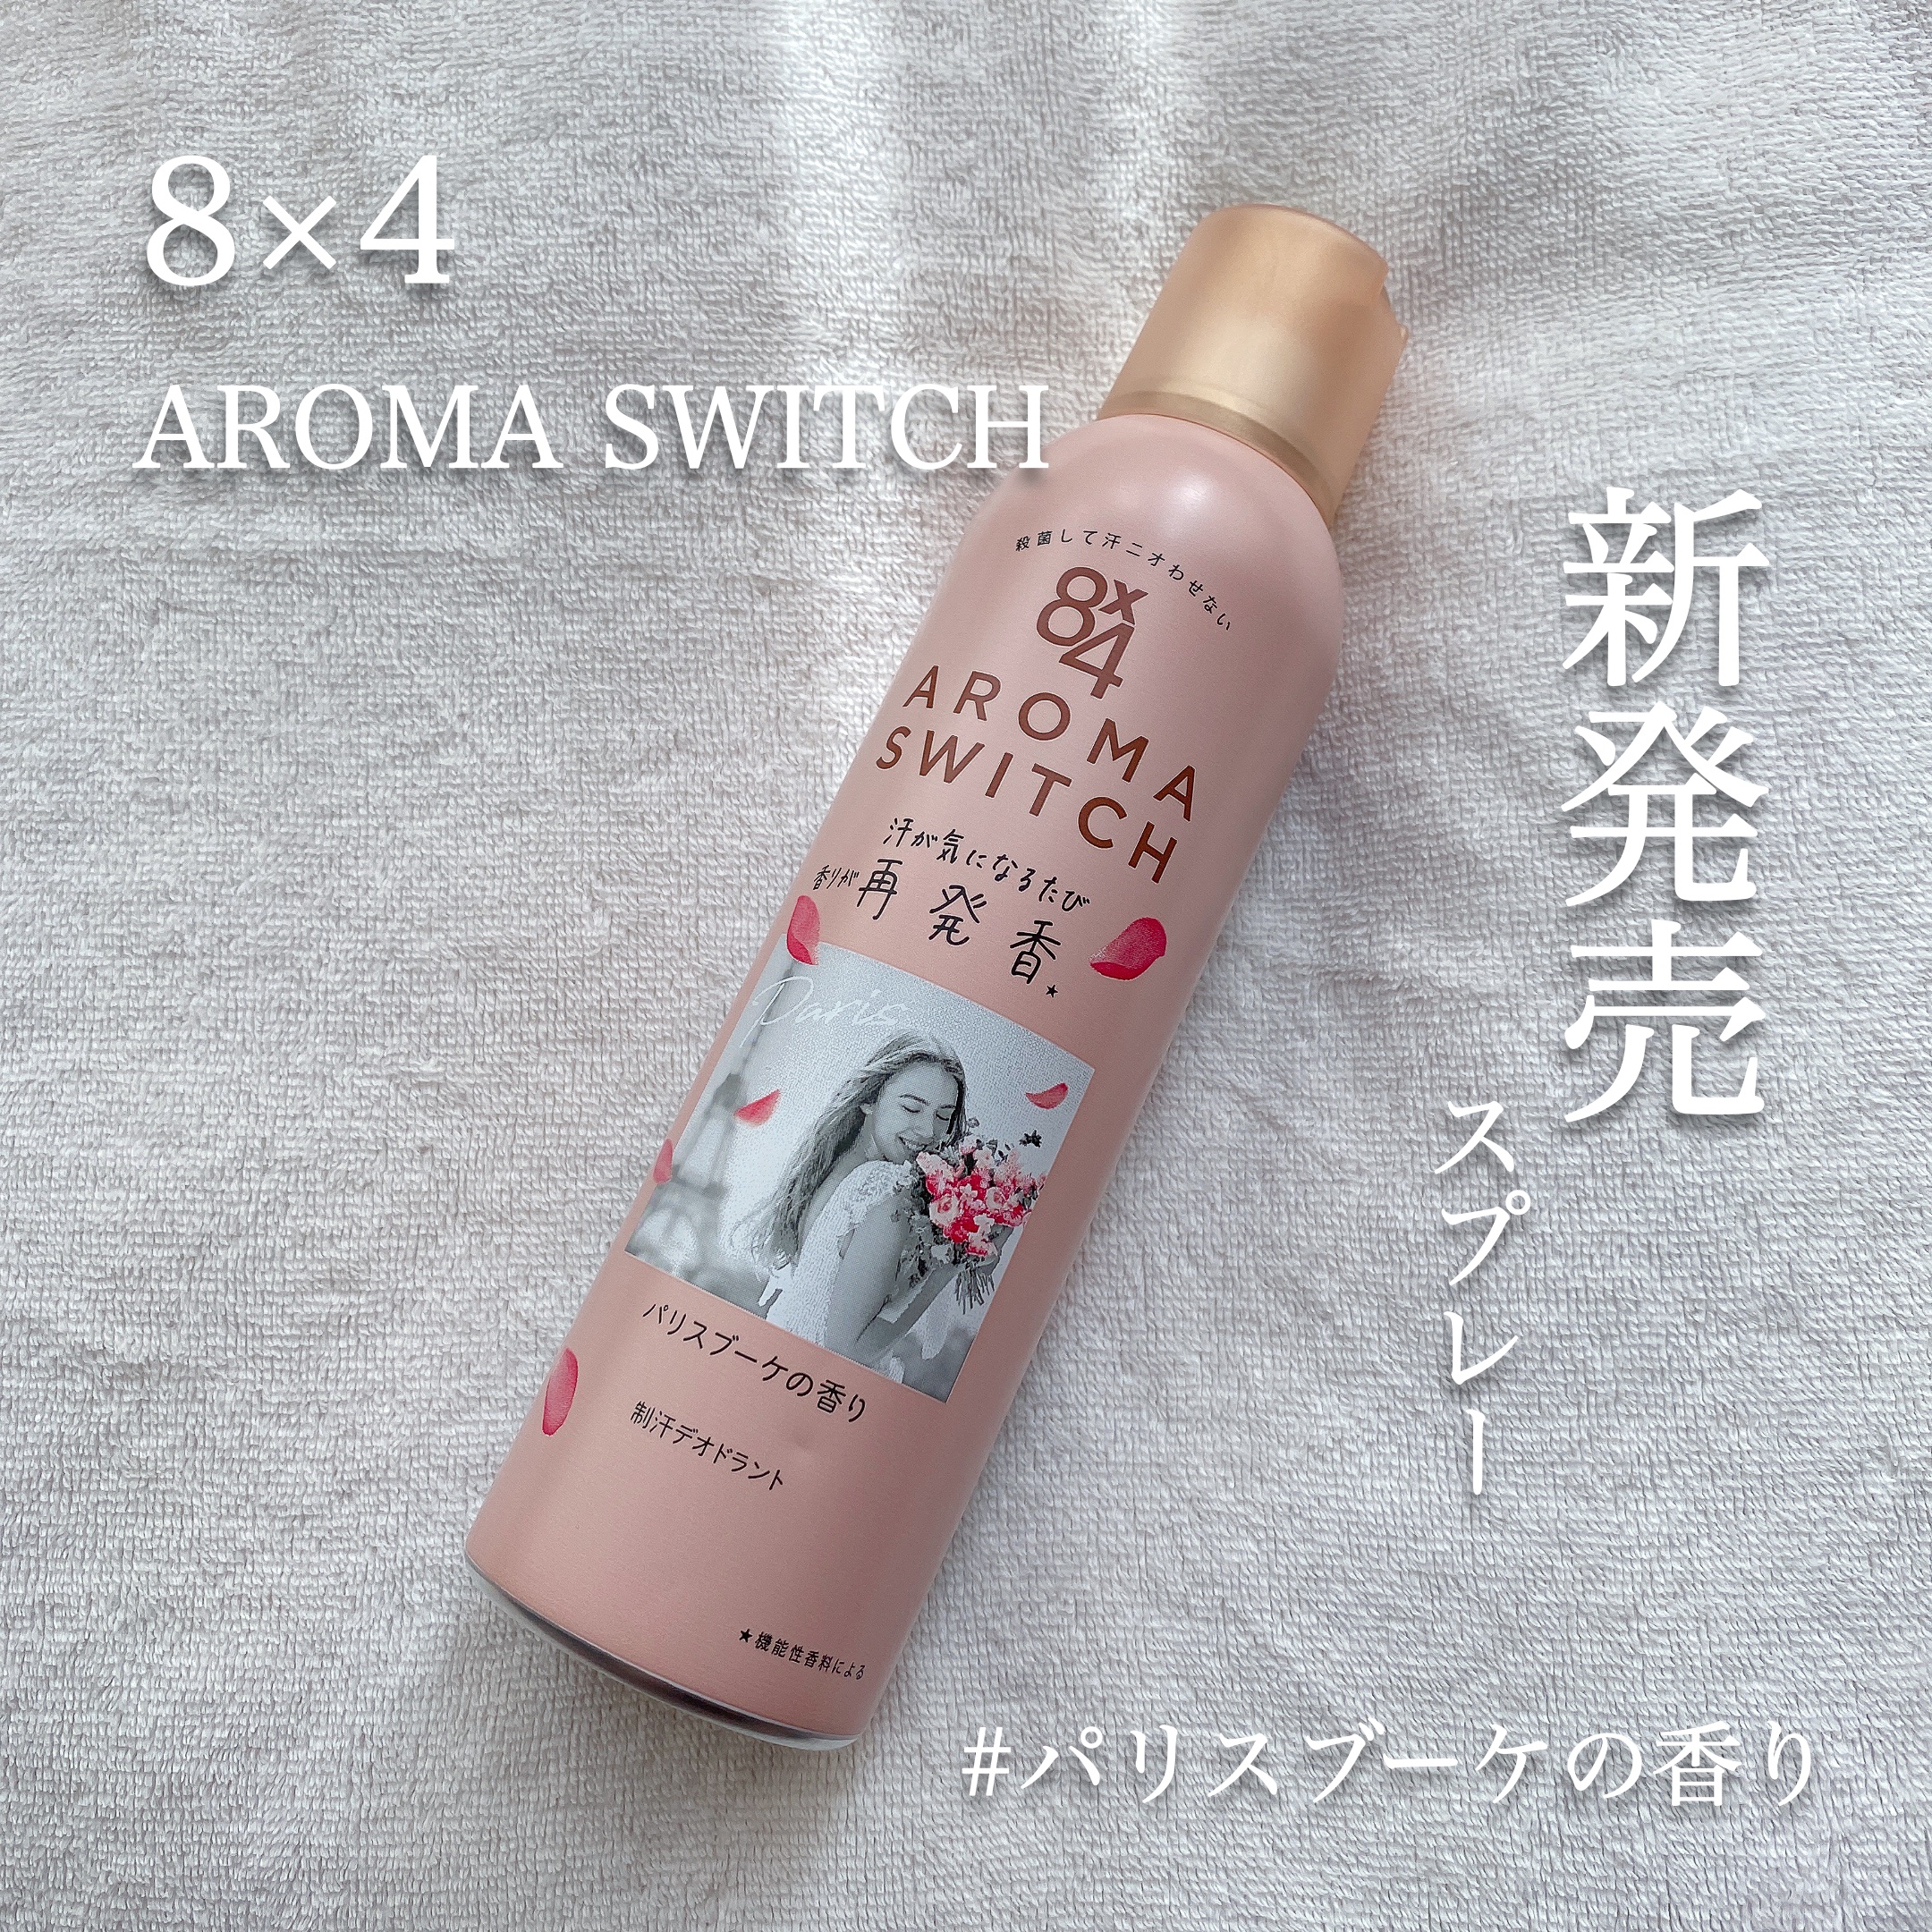 8×4
AROMA SWITCH
新発売
スプレー
殺菌して汗ニオわせない
8x4
AROMA
SWITCH
汗が気になるたび
香りが再発香★
Paris
パリスブーケの香り
制汗デオドラント
★機能性香料による
#パリスブーケの香り